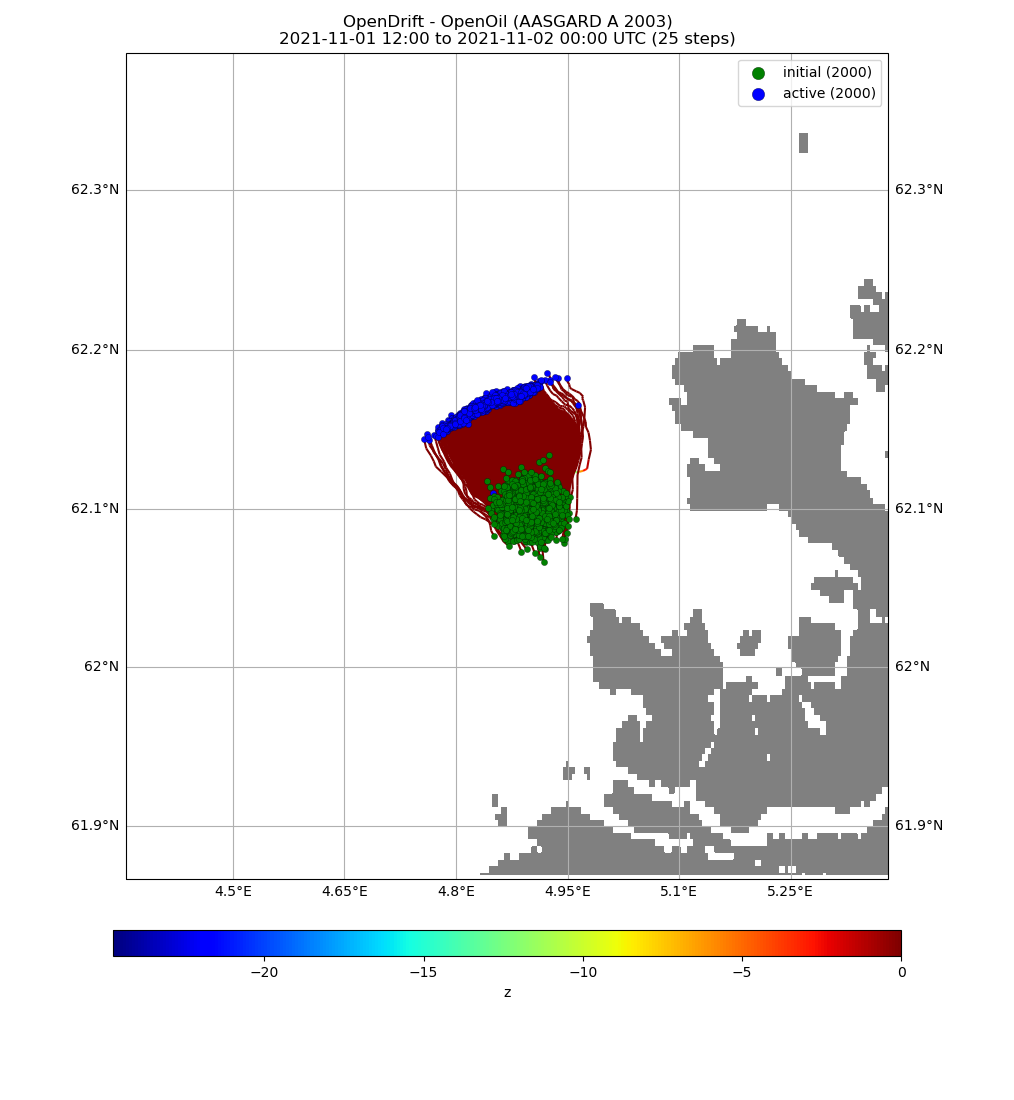 OpenDrift - OpenOil (AASGARD A 2003)
2021-11-01 12:00 to 2021-11-02 00:00 UTC (25 steps)
initial (2000)
active (2000)
62.3°N 62.3°N
62.2°N 62.2°N
62.1°N 62.1°N
62°N 62°N
61.9°N 61.9°N
4.5°E 4.65°E 4.8°E 4.95°E 5.1°E 5.25°E
−20 −15 −10 −5 0
z